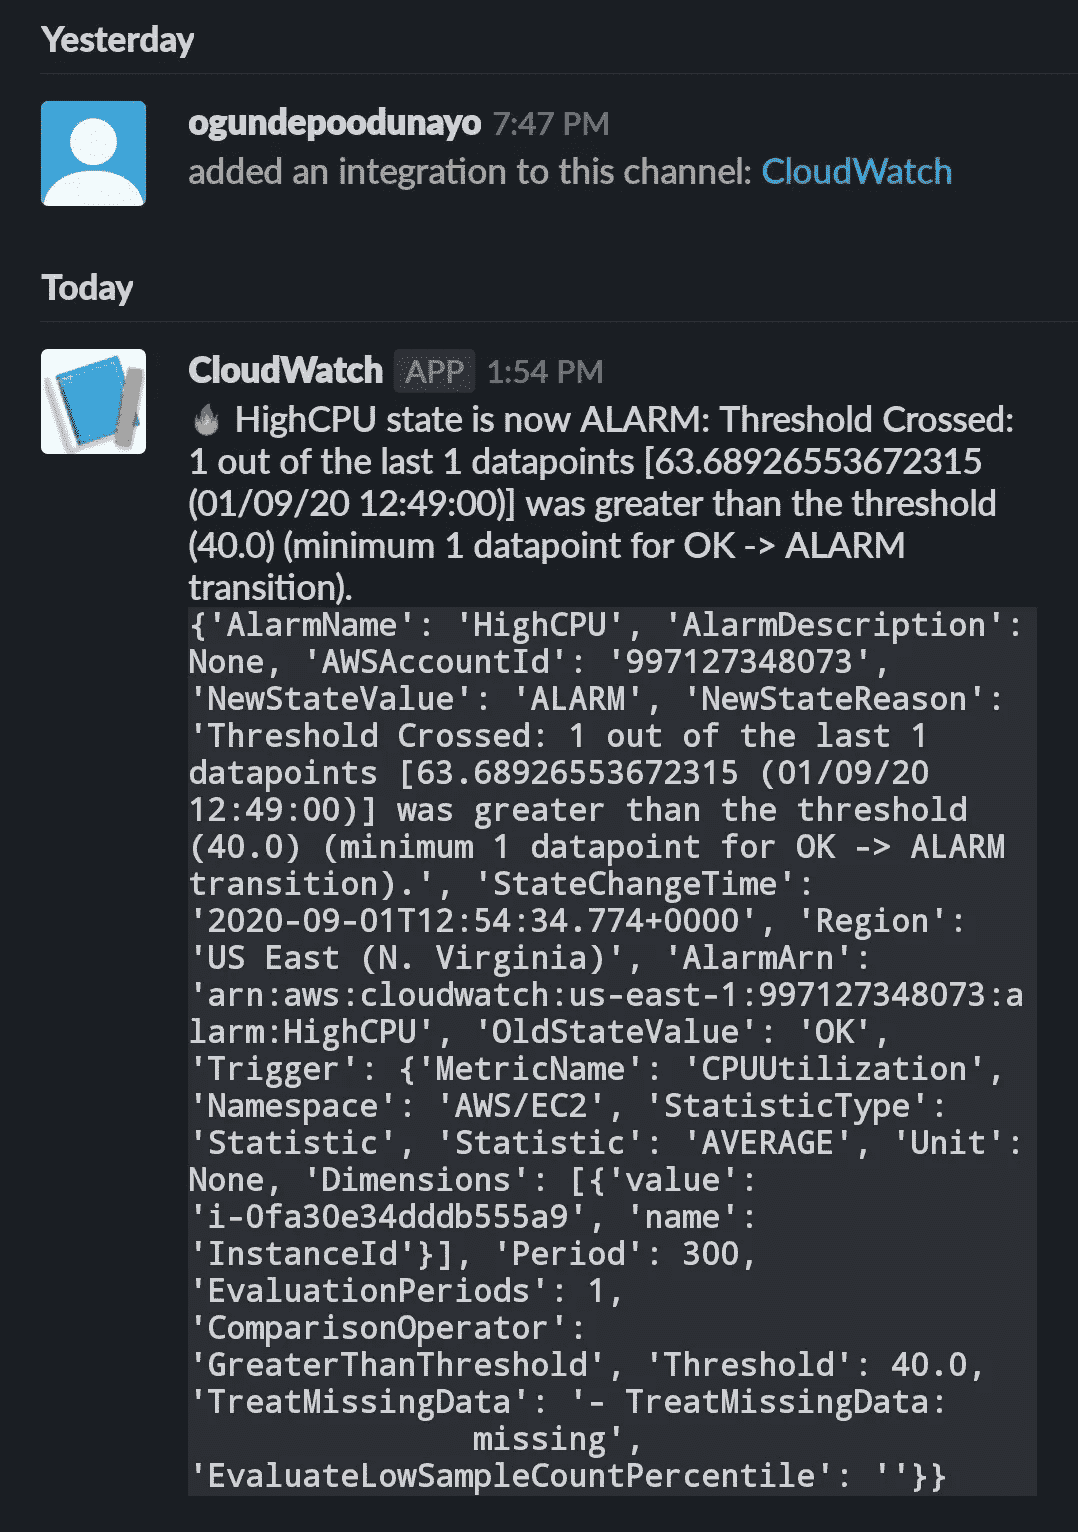 Yesterday
ogundepoodunayo 7:47 PM
added an integration to this channel: CloudWatch
Today
CloudWatch APP 1:54 PM
🔥 HighCPU state is now ALARM: Threshold Crossed:
1 out of the last 1 datapoints [63.68926553672315
(01/09/20 12:49:00)] was greater than the threshold
(40.0) (minimum 1 datapoint for OK -> ALARM
transition).
{'AlarmName': 'HighCPU', 'AlarmDescription':
None, 'AWSAccountId': '997127348073',
'NewStateValue': 'ALARM', 'NewStateReason':
'Threshold Crossed: 1 out of the last 1
datapoints [63.68926553672315 (01/09/20
12:49:00)] was greater than the threshold
(40.0) (minimum 1 datapoint for OK -> ALARM
transition).', 'StateChangeTime':
'2020-09-01T12:54:34.774+0000', 'Region':
'US East (N. Virginia)', 'AlarmArn':
'arn:aws:cloudwatch:us-east-1:997127348073:a
larm:HighCPU', 'OldStateValue': 'OK',
'Trigger': {'MetricName': 'CPUUtilization',
'Namespace': 'AWS/EC2', 'StatisticType':
'Statistic', 'Statistic': 'AVERAGE', 'Unit':
None, 'Dimensions': [{'value':
'i-0fa30e34dddb555a9', 'name':
'InstanceId'}], 'Period': 300,
'EvaluationPeriods': 1,
'ComparisonOperator':
'GreaterThanThreshold', 'Threshold': 40.0,
'TreatMissingData': '- TreatMissingData:
missing',
'EvaluateLowSampleCountPercentile': ''}}